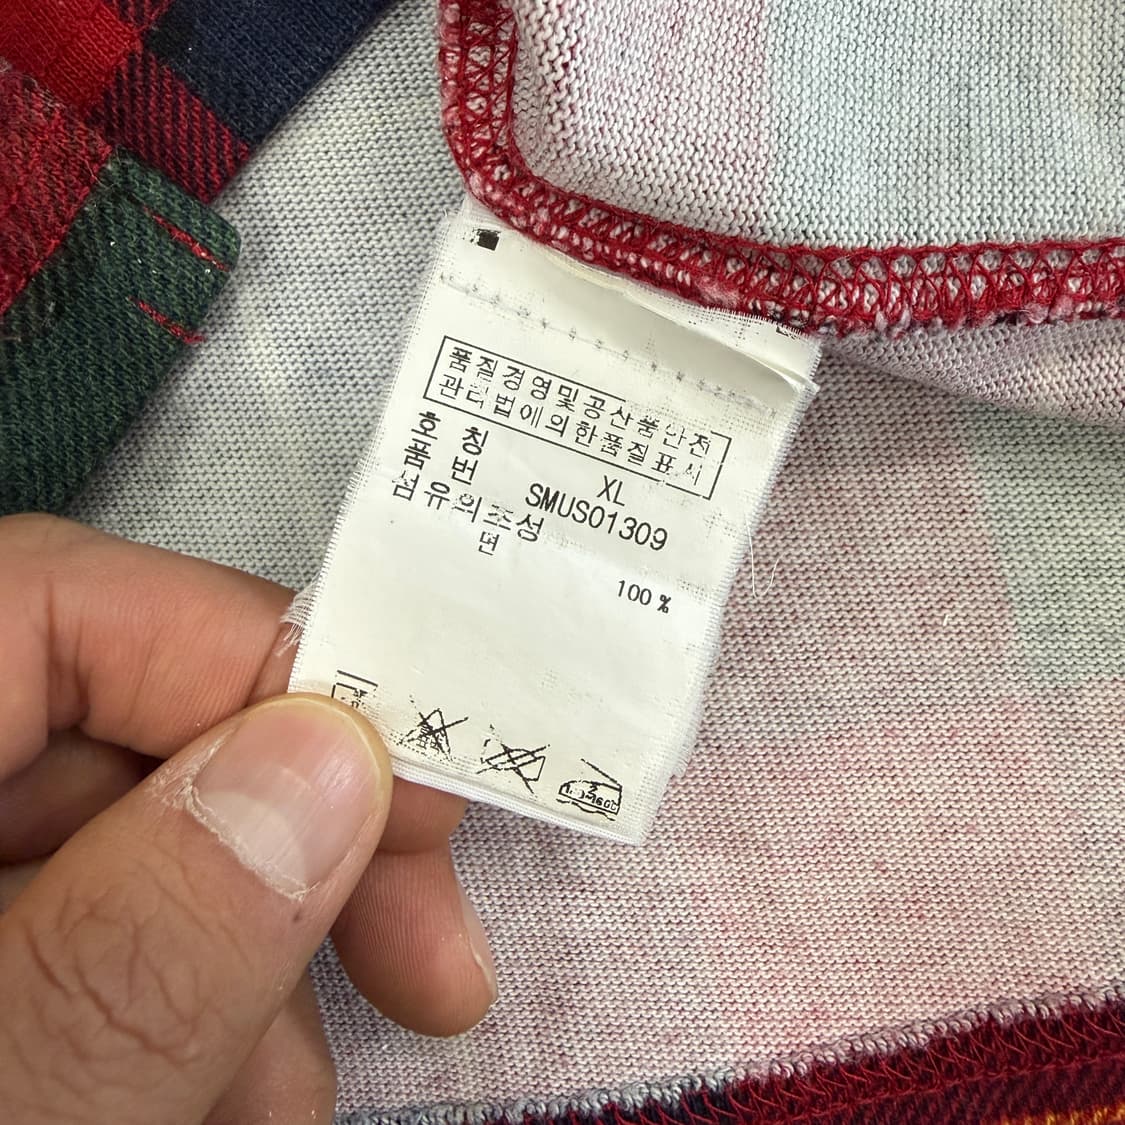 품질경영및공산품안전
관리법에의한품질표시
호 칭 XL
품 번 SMUS01309
섬유의조성
면 100 %